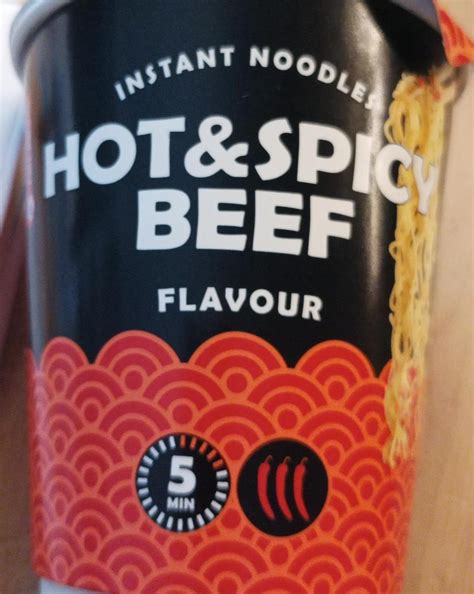 INSTANT NOODLES
HOT&SPICY
BEEF
FLAVOUR
5
MIN